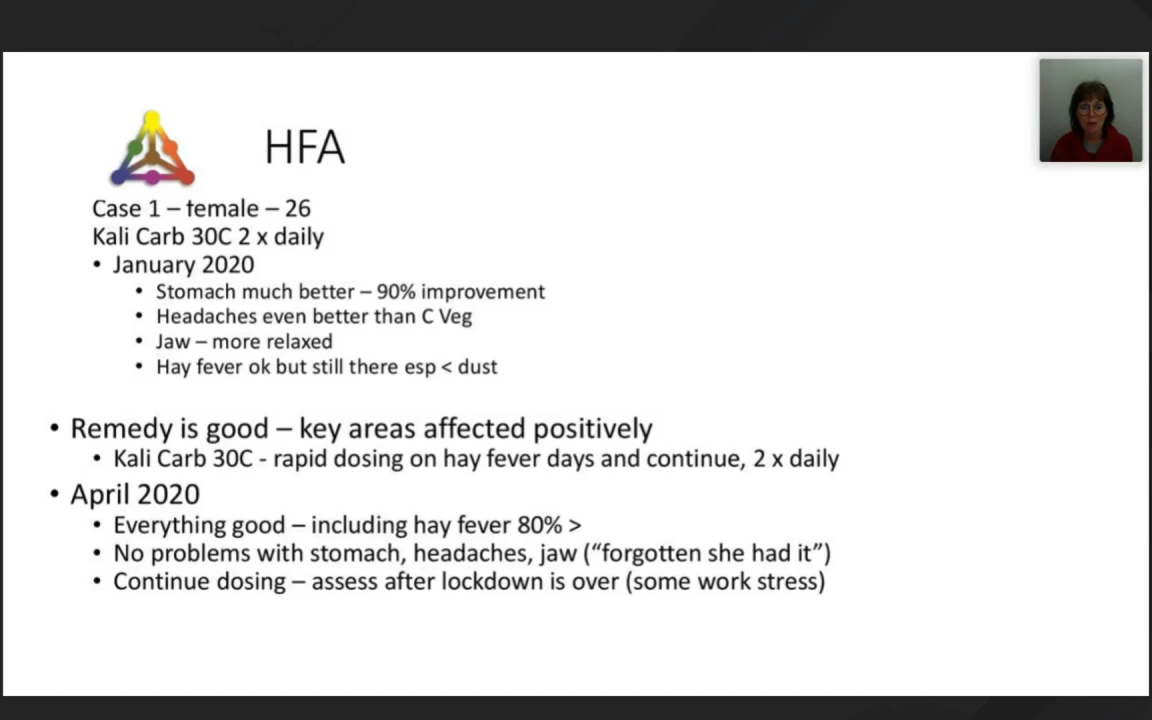 HFA
Case 1 – female – 26
Kali Carb 30C 2 x daily
• January 2020
• Stomach much better – 90% improvement
• Headaches even better than C Veg
• Jaw – more relaxed
• Hay fever ok but still there esp < dust
• Remedy is good – key areas affected positively
• Kali Carb 30C - rapid dosing on hay fever days and continue, 2 x daily
• April 2020
• Everything good – including hay fever 80% >
• No problems with stomach, headaches, jaw (“forgotten she had it”)
• Continue dosing – assess after lockdown is over (some work stress)